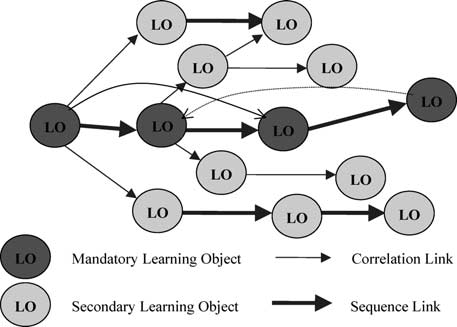 LO LO
LO LO
LO
LO LO LO
LO LO
LO LO LO
LO Mandatory Learning Object Correlation Link
LO Secondary Learning Object Sequence Link